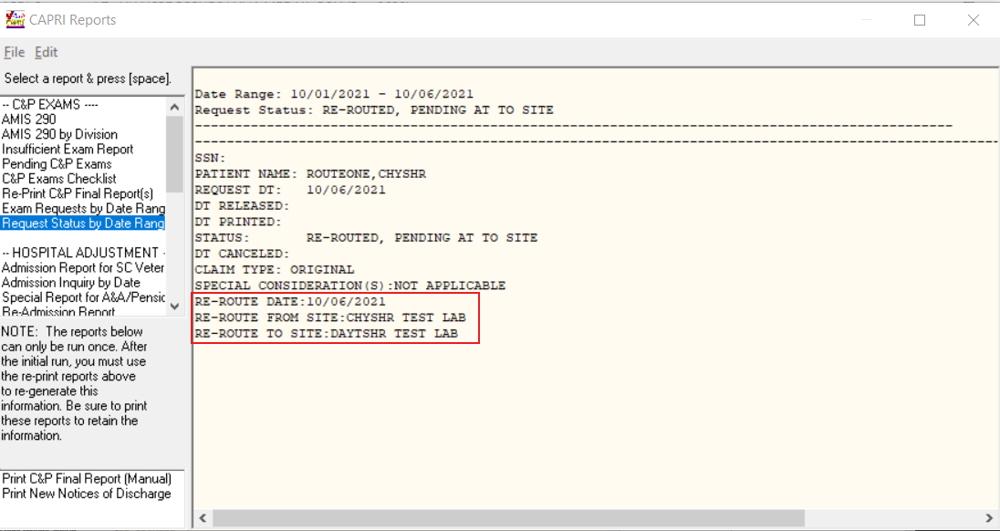 CAPRI Reports
File Edit
Select a report & press [space].
-- C&P EXAMS ----
AMIS 290
AMIS 290 by Division
Insufficient Exam Report
Pending C&P Exams
C&P Exams Checklist
Re-Print C&P Final Report(s)
Exam Requests by Date Rang
Request Status by Date Rang
-- HOSPITAL ADJUSTMENT -
Admission Report for SC Veter
Admission Inquiry by Date
Special Report for A&A/Pensic
Re-Admission Report
NOTE: The reports below
can only be run once. After
the initial run, you must use
the re-print reports above
to re-generate this
information. Be sure to print
these reports to retain the
information.
Print C&P Final Report (Manual)
Print New Notices of Discharge
Date Range: 10/01/2021 - 10/06/2021
Request Status: RE-ROUTED, PENDING AT TO SITE
SSN:
PATIENT NAME: ROUTEONE,CHYSHR
REQUEST DT: 10/06/2021
DT RELEASED:
DT PRINTED:
STATUS: RE-ROUTED, PENDING AT TO SITE
DT CANCELED:
CLAIM TYPE: ORIGINAL
SPECIAL CONSIDERATION(S):NOT APPLICABLE
RE-ROUTE DATE:10/06/2021
RE-ROUTE FROM SITE:CHYSHR TEST LAB
RE-ROUTE TO SITE:DAYTSHR TEST LAB